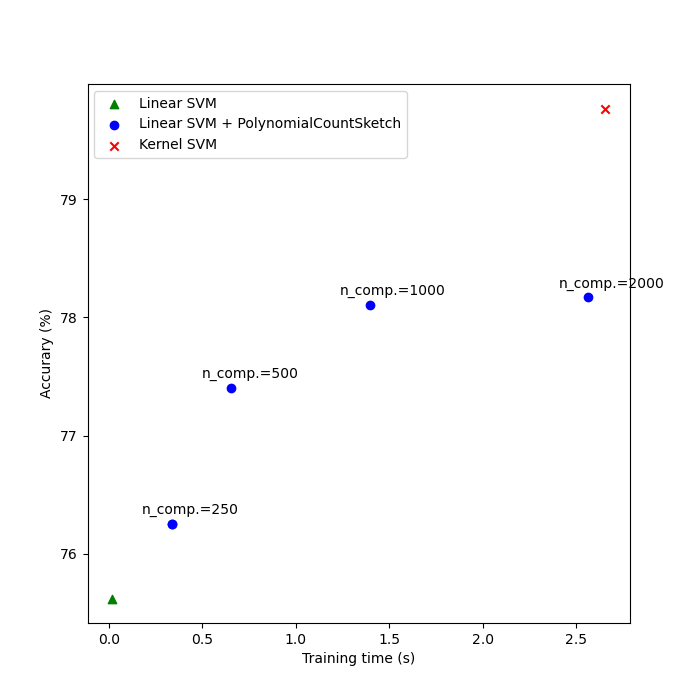 Linear SVM
Linear SVM + PolynomialCountSketch
Kernel SVM
79
78
77
76
Accurary (%)
n_comp.=2000
n_comp.=1000
n_comp.=500
n_comp.=250
0.0 0.5 1.0 1.5 2.0 2.5
Training time (s)